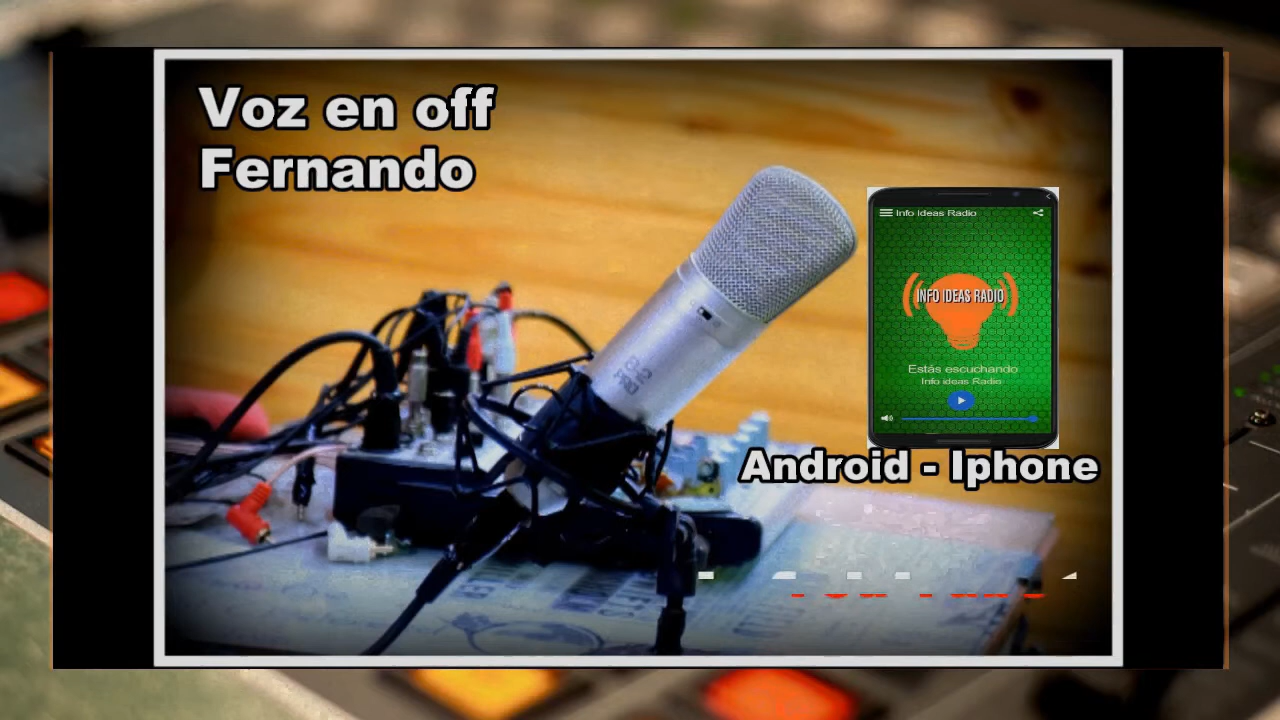 Voz en off
Fernando
Info Ideas Radio
INFO IDEAS RADIO
Estás escuchando
Info ideas Radio
Android - Iphone